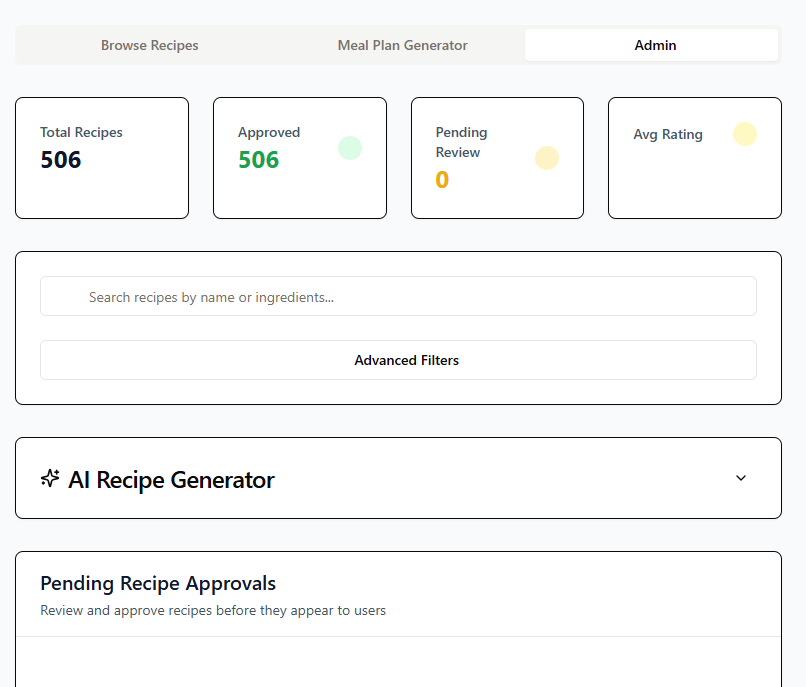 Browse Recipes
Meal Plan Generator
Admin
Total Recipes
506
Approved
506
Pending
Review
0
Avg Rating
Search recipes by name or ingredients...
Advanced Filters
AI Recipe Generator
Pending Recipe Approvals
Review and approve recipes before they appear to users